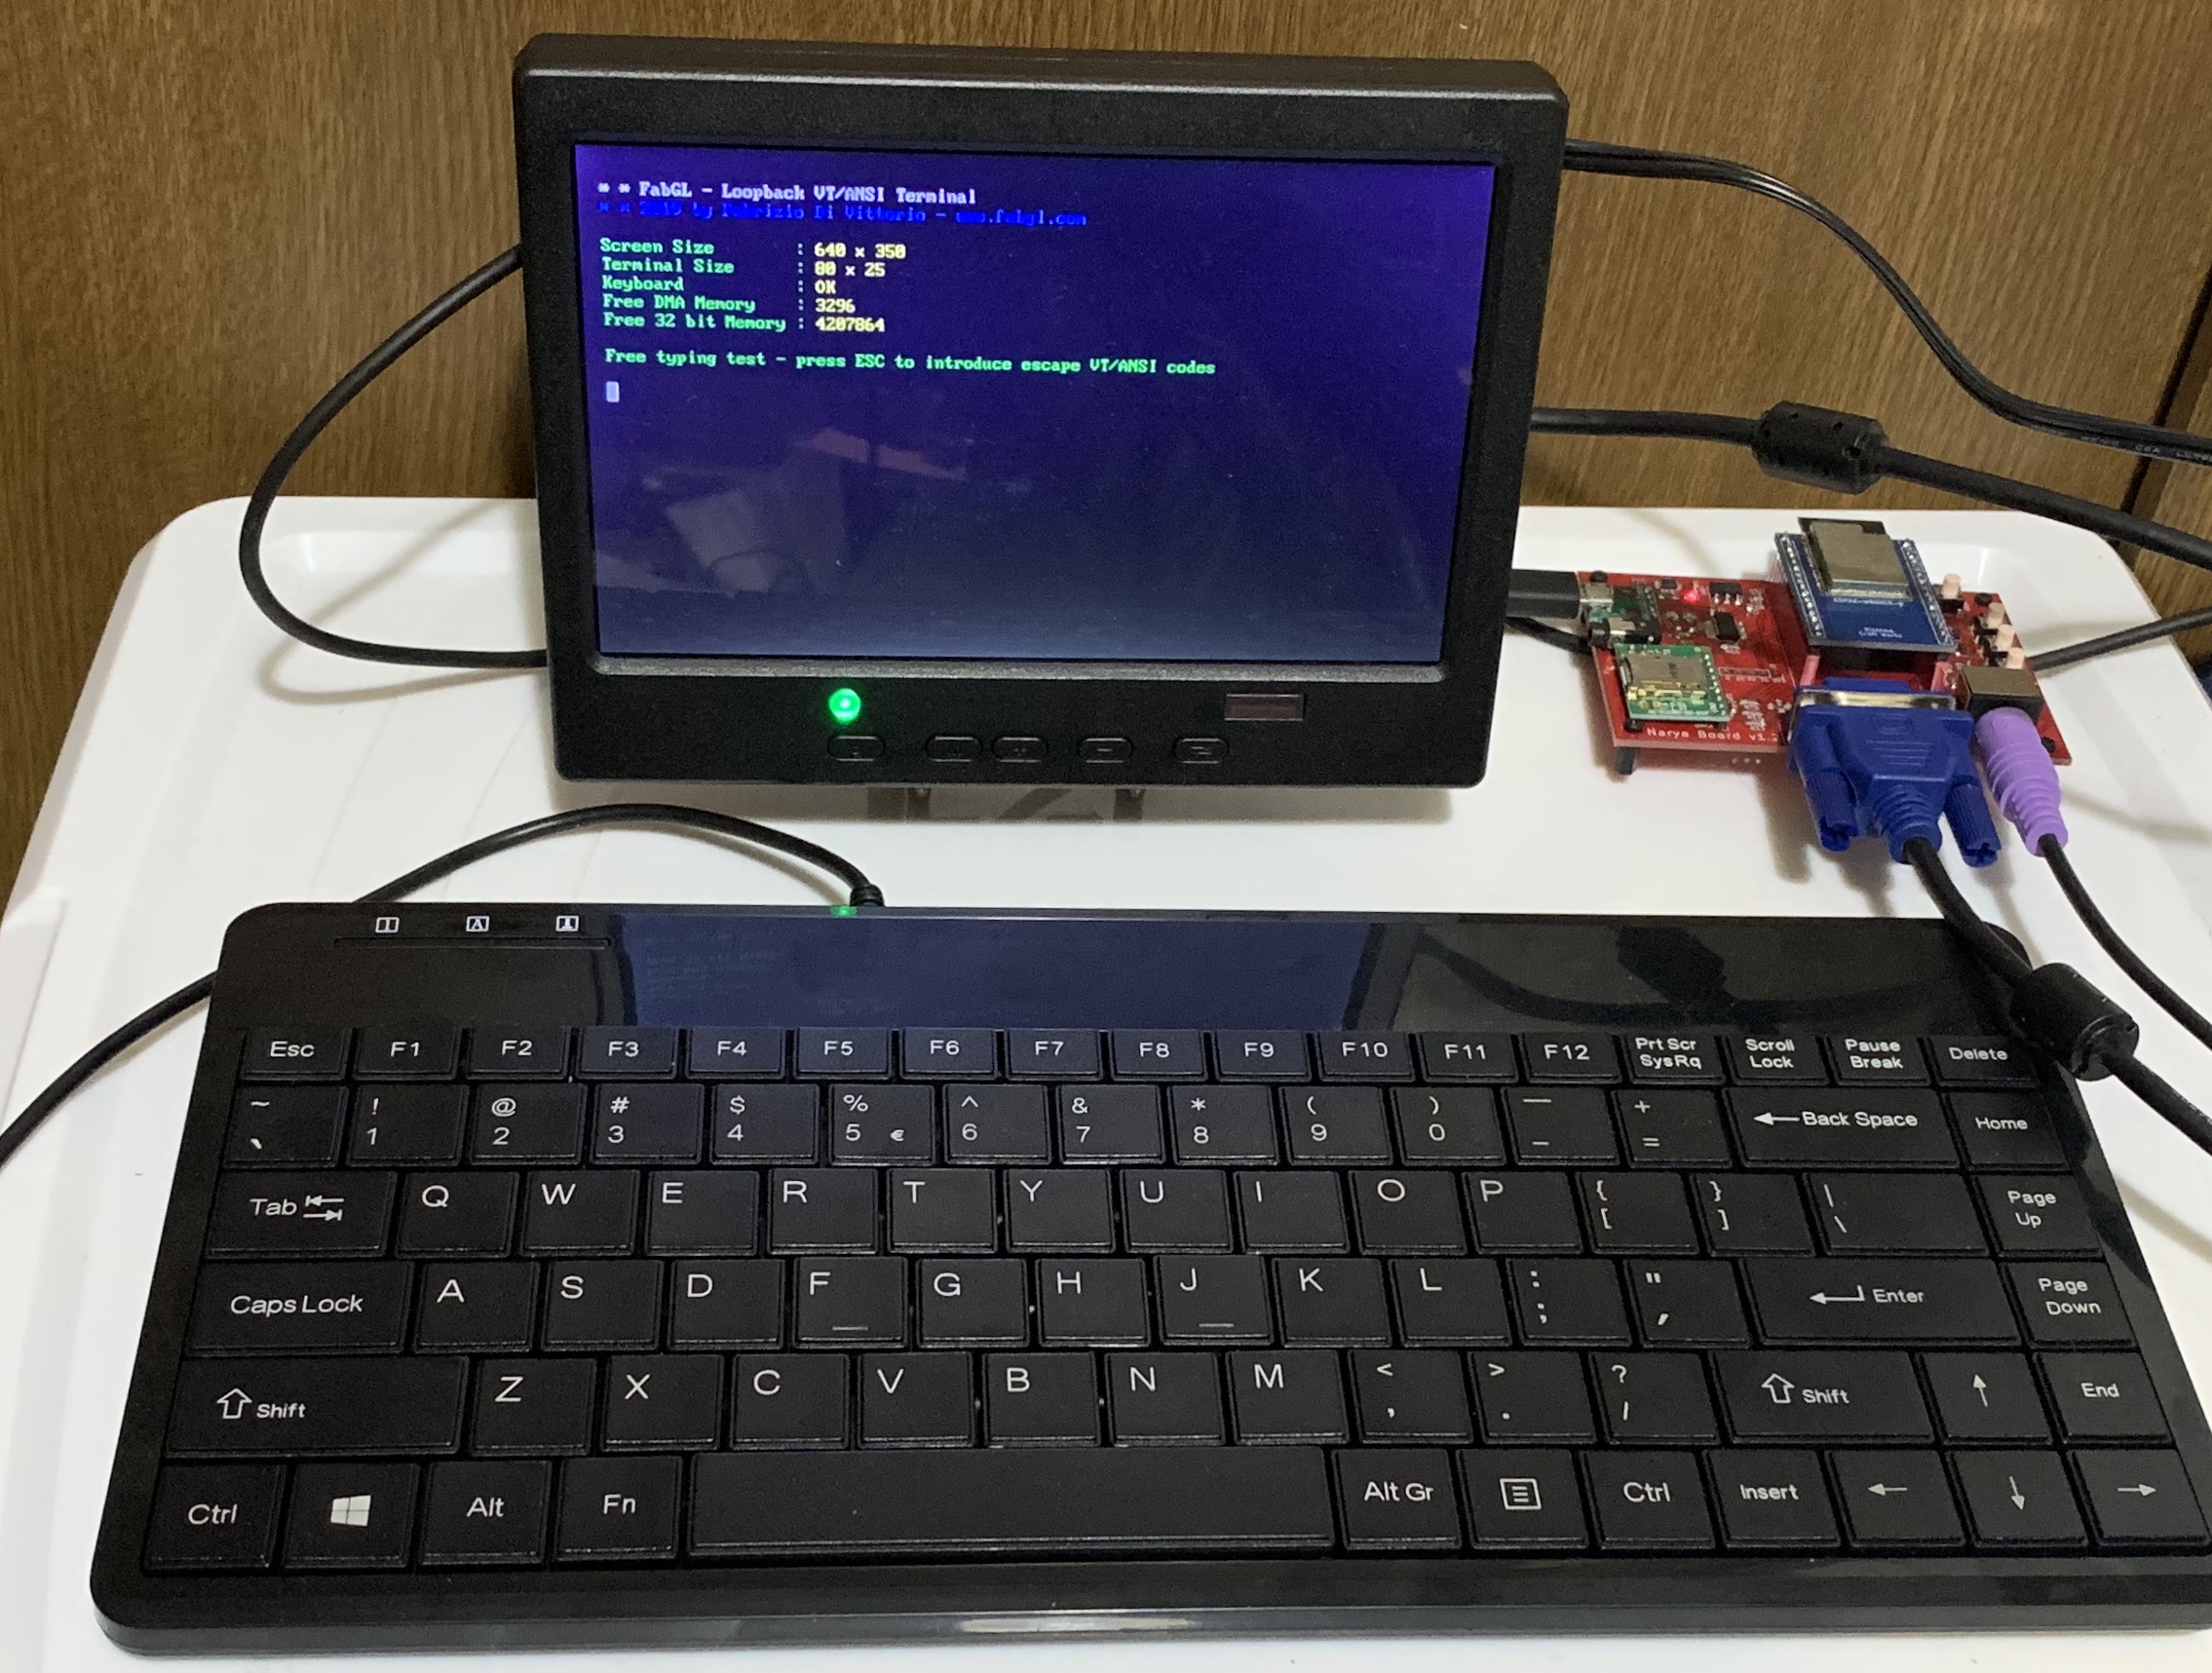 * * FabGL - Loopback VT/ANSI Terminal
* * 2019 by Fabrizio Di Vittorio - www.fabgl.com
Screen Size : 640 x 350
Terminal Size : 80 x 25
Keyboard : OK
Free DMA Memory : 3296
Free 32 bit Memory : 4207864
Free typing test - press ESC to introduce escape VT/ANSI codes
Narya Board v1.
A
Esc F1 F2 F3 F4 F5 F6 F7 F8 F9 F10 F11 F12 Prt Scr SysRq Scroll Lock Pause Break Delete
~ ` ! 1 @ 2 # 3 $ 4 % 5 € ^ 6 & 7 * 8 ( 9 ) 0 — - + = ← Back Space Home
Tab Q W E R T Y U I O P { [ } ] | \ Page Up
Caps Lock A S D F G H J K L : ; " ' Enter Page Down
Shift Z X C V B N M < , > . ? / Shift ↑ End
Ctrl Alt Fn Alt Gr Ctrl Insert ← ↓ →